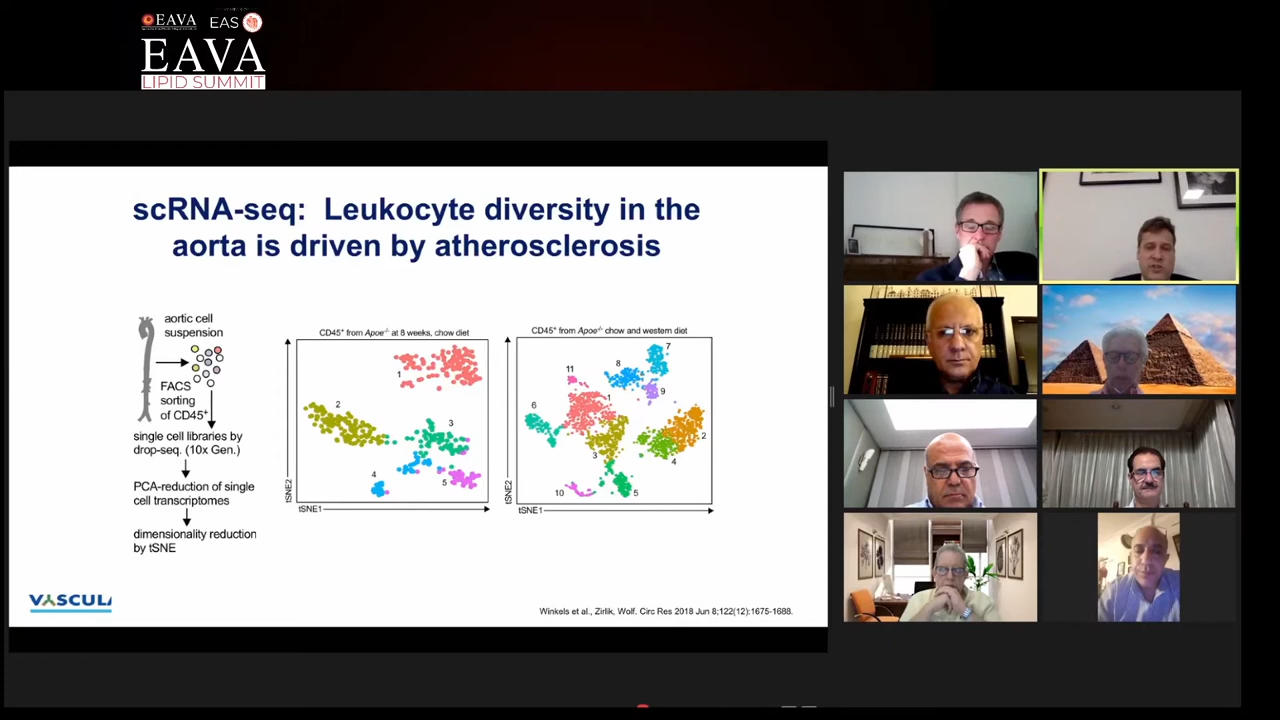 EAVA
EAS
EAVA
LIPID SUMMIT
scRNA-seq: Leukocyte diversity in the
aorta is driven by atherosclerosis
aortic cell
suspension
FACS
sorting
of CD45⁺
single cell libraries by
drop-seq. (10x Gen.)
PCA-reduction of single
cell transcriptomes
dimensionality reduction
by tSNE
CD45⁺ from Apoe⁻/⁻ at 8 weeks, chow diet
1
2
3
4
5
tSNE2
tSNE1
CD45⁺ from Apoe⁻/⁻ chow and western diet
7
8
11
9
1
6
2
3
4
10
5
tSNE2
tSNE1
VASCUL
Winkels et al., Zirlik, Wolf. Circ Res 2018 Jun 8;122(12):1675-1688.